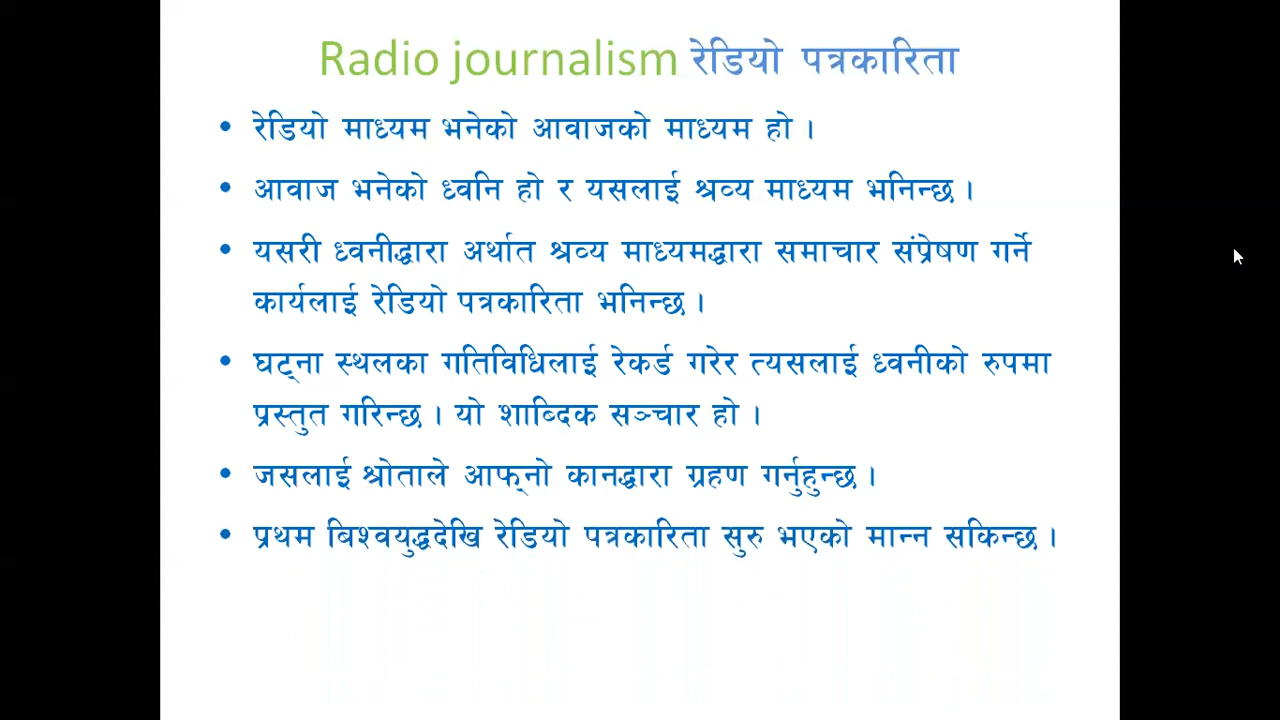 Radio journalism रेडियो पत्रकारिता
• रेडियो माध्यम भनेको आवाजको माध्यम हो ।
• आवाज भनेको ध्वनि हो र यसलाई श्रव्य माध्यम भनिन्छ ।
• यसरी ध्वनीद्धारा अर्थात श्रव्य माध्यमद्धारा समाचार संप्रेषण गर्ने
कार्यलाई रेडियो पत्रकारिता भनिन्छ ।
• घट्ना स्थलका गतिविधिलाई रेकर्ड गरेर त्यसलाई ध्वनीको रुपमा
प्रस्तुत गरिन्छ । यो शाब्दिक सञ्चार हो ।
• जसलाई श्रोताले आफ्नो कानद्धारा ग्रहण गर्नुहुन्छ ।
• प्रथम बिश्वयुद्धदेखि रेडियो पत्रकारिता सुरु भएको मान्न सकिन्छ ।